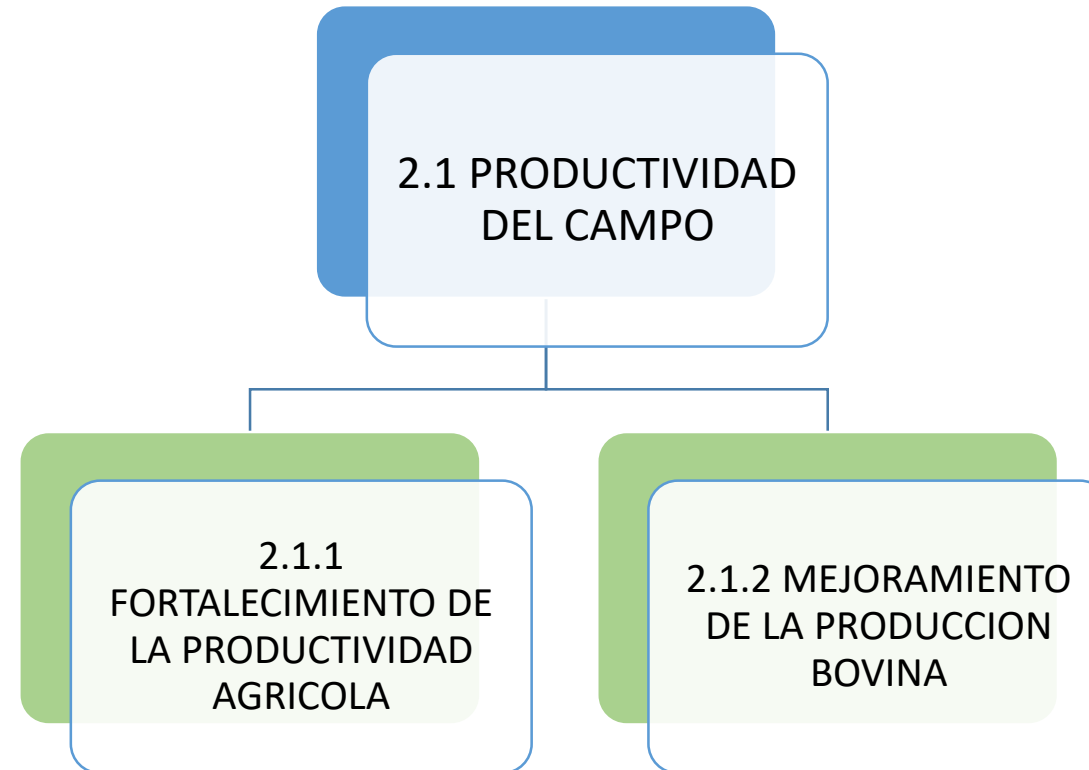 2.1 PRODUCTIVIDAD
DEL CAMPO
2.1.1
FORTALECIMIENTO DE
LA PRODUCTIVIDAD
AGRICOLA
2.1.2 MEJORAMIENTO
DE LA PRODUCCION
BOVINA